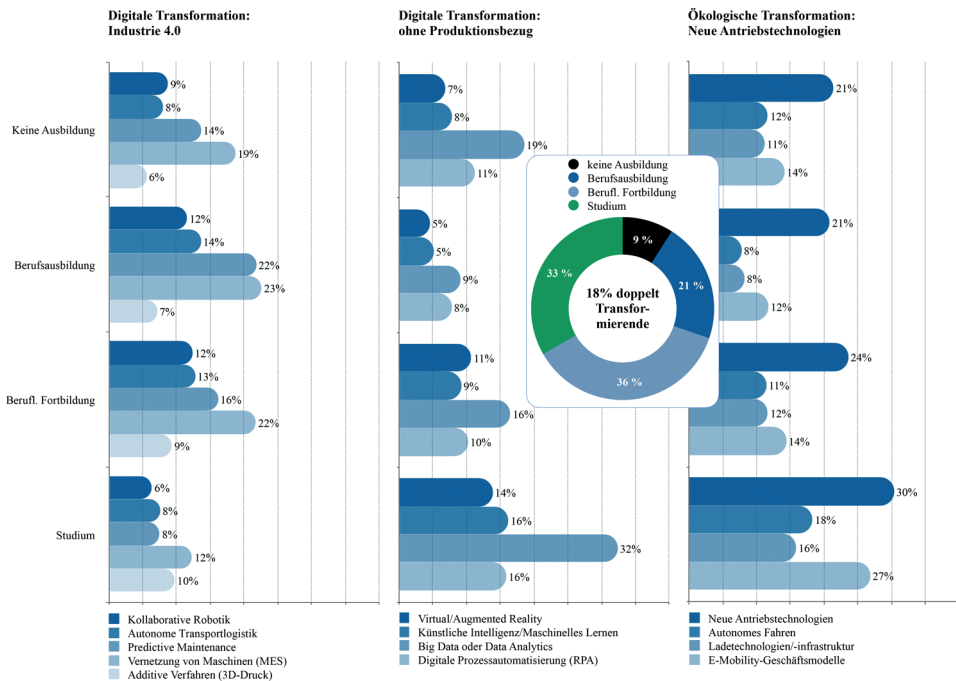 Digitale Transformation:
Industrie 4.0
Digitale Transformation:
ohne Produktionsbezug
Ökologische Transformation:
Neue Antriebstechnologien
Keine Ausbildung
9%
8%
14%
19%
6%
7%
8%
19%
11%
21%
12%
11%
14%
Berufsausbildung
12%
14%
22%
23%
7%
5%
5%
9%
8%
21%
8%
8%
12%
Berufl. Fortbildung
12%
13%
16%
22%
9%
11%
9%
16%
10%
24%
11%
12%
14%
Studium
6%
8%
8%
12%
10%
14%
16%
32%
16%
30%
18%
16%
27%
keine Ausbildung
Berufsausbildung
Berufl. Fortbildung
Studium
9 %
33 %
21 %
36 %
18% doppelt
Transfor-
mierende
Kollaborative Robotik
Autonome Transportlogistik
Predictive Maintenance
Vernetzung von Maschinen (MES)
Additive Verfahren (3D-Druck)
Virtual/Augmented Reality
Künstliche Intelligenz/Maschinelles Lernen
Big Data oder Data Analytics
Digitale Prozessautomatisierung (RPA)
Neue Antriebstechnologien
Autonomes Fahren
Ladetechnologien/-infrastruktur
E-Mobility-Geschäftsmodelle